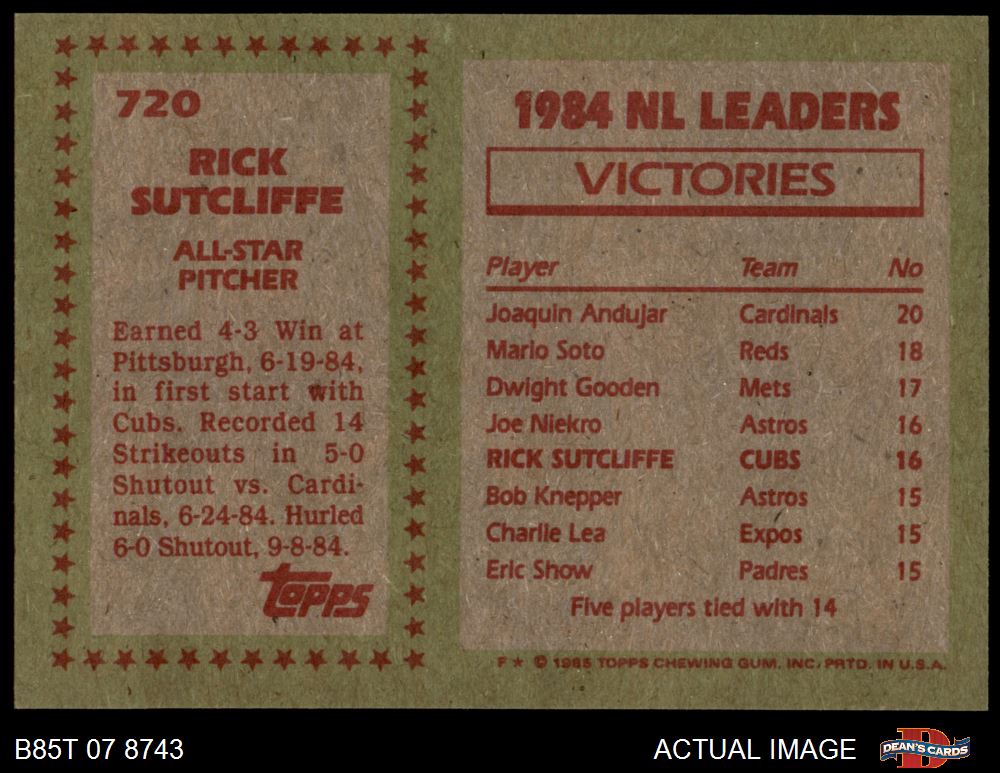 720
RICK
SUTCLIFFE
ALL-STAR
PITCHER
Earned 4-3 Win at
Pittsburgh, 6-19-84,
in first start with
Cubs. Recorded 14
Strikeouts in 5-0
Shutout vs. Cardi-
nals, 6-24-84. Hurled
6-0 Shutout, 9-8-84.
topps
1984 NL LEADERS
VICTORIES
Player Team No
Joaquin Andujar Cardinals 20
Mario Soto Reds 18
Dwight Gooden Mets 17
Joe Niekro Astros 16
RICK SUTCLIFFE CUBS 16
Bob Knepper Astros 15
Charlie Lea Expos 15
Eric Show Padres 15
Five players tied with 14
F★ © 1985 TOPPS CHEWING GUM, INC. PRTD. IN U.S.A.
B85T 07 8743
ACTUAL IMAGE
D
DEAN'S CARDS